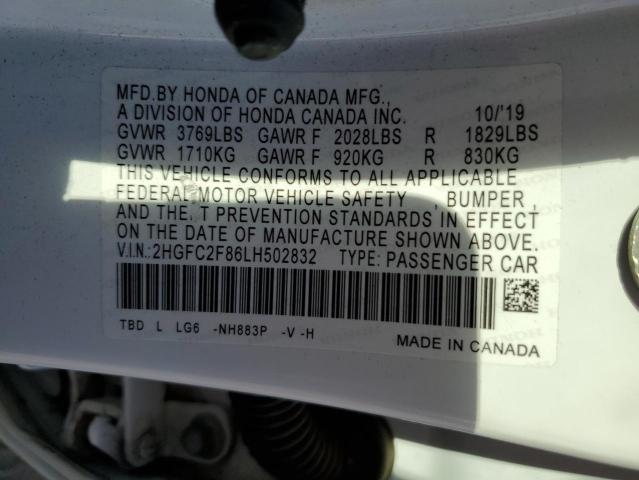 MFD.BY HONDA OF CANADA MFG.,
A DIVISION OF HONDA CANADA INC. 10/'19
GVWR 3769LBS GAWR F 2028LBS R 1829LBS
GVWR 1710KG GAWR F 920KG R 830KG
THIS VEHICLE CONFORMS TO ALL APPLICABLE
FEDERAL MOTOR VEHICLE SAFETY , BUMPER ,
AND THEFT PREVENTION STANDARDS IN EFFECT
ON THE DATE OF MANUFACTURE SHOWN ABOVE.
V.I.N.:2HGFC2F86LH502832 TYPE: PASSENGER CAR
TBD L LG6 -NH883P -V -H
MADE IN CANADA